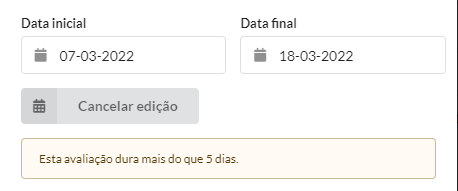 Data inicial
Data final
07-03-2022
18-03-2022
Cancelar edição
Esta avaliação dura mais do que 5 dias.